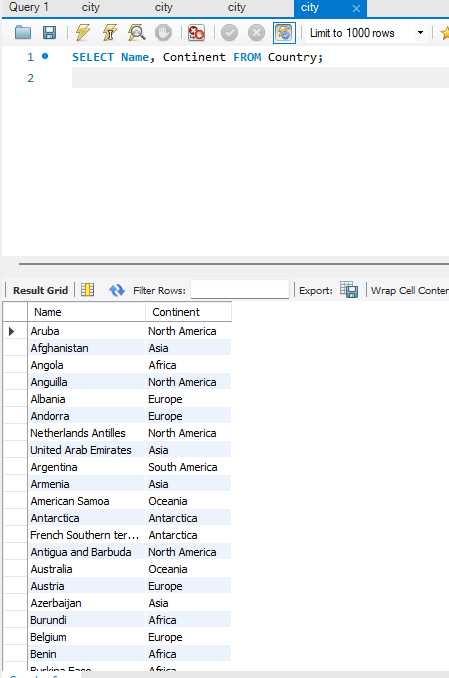 Query 1 city city city city
Limit to 1000 rows
1 SELECT Name, Continent FROM Country;
2
Result Grid Filter Rows: Export: Wrap Cell Conten
Name Continent
Aruba North America
Afghanistan Asia
Angola Africa
Anguilla North America
Albania Europe
Andorra Europe
Netherlands Antilles North America
United Arab Emirates Asia
Argentina South America
Armenia Asia
American Samoa Oceania
Antarctica Antarctica
French Southern ter... Antarctica
Antigua and Barbuda North America
Australia Oceania
Austria Europe
Azerbaijan Asia
Burundi Africa
Belgium Europe
Benin Africa
Burkina Faso Africa